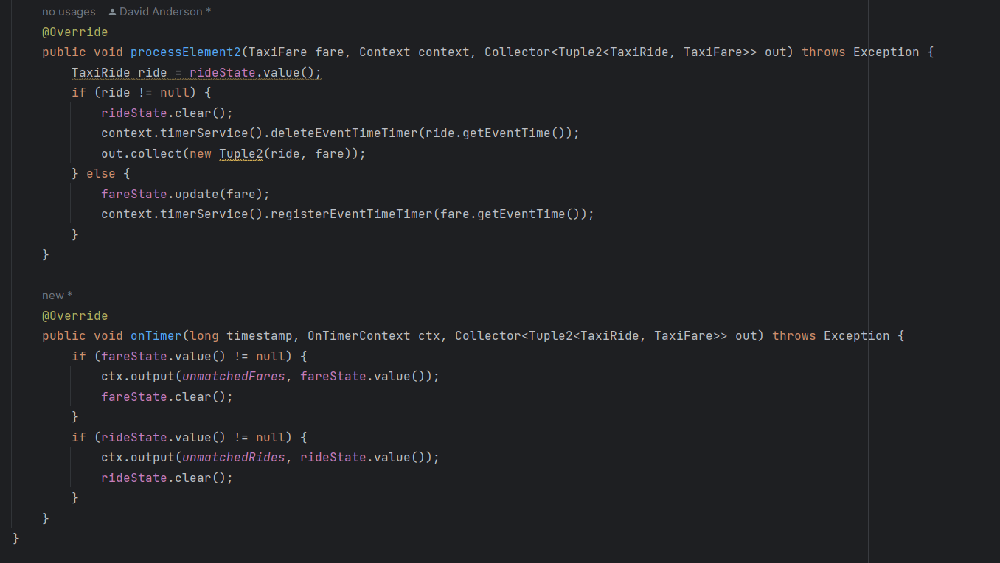 no usages David Anderson *
@Override
public void processElement2(TaxiFare fare, Context context, Collector<Tuple2<TaxiRide, TaxiFare>> out) throws Exception {
TaxiRide ride = rideState.value();
if (ride != null) {
rideState.clear();
context.timerService().deleteEventTimeTimer(ride.getEventTime());
out.collect(new Tuple2(ride, fare));
} else {
fareState.update(fare);
context.timerService().registerEventTimeTimer(fare.getEventTime());
}
}
new *
@Override
public void onTimer(long timestamp, OnTimerContext ctx, Collector<Tuple2<TaxiRide, TaxiFare>> out) throws Exception {
if (fareState.value() != null) {
ctx.output(unmatchedFares, fareState.value());
fareState.clear();
}
if (rideState.value() != null) {
ctx.output(unmatchedRides, rideState.value());
rideState.clear();
}
}
}